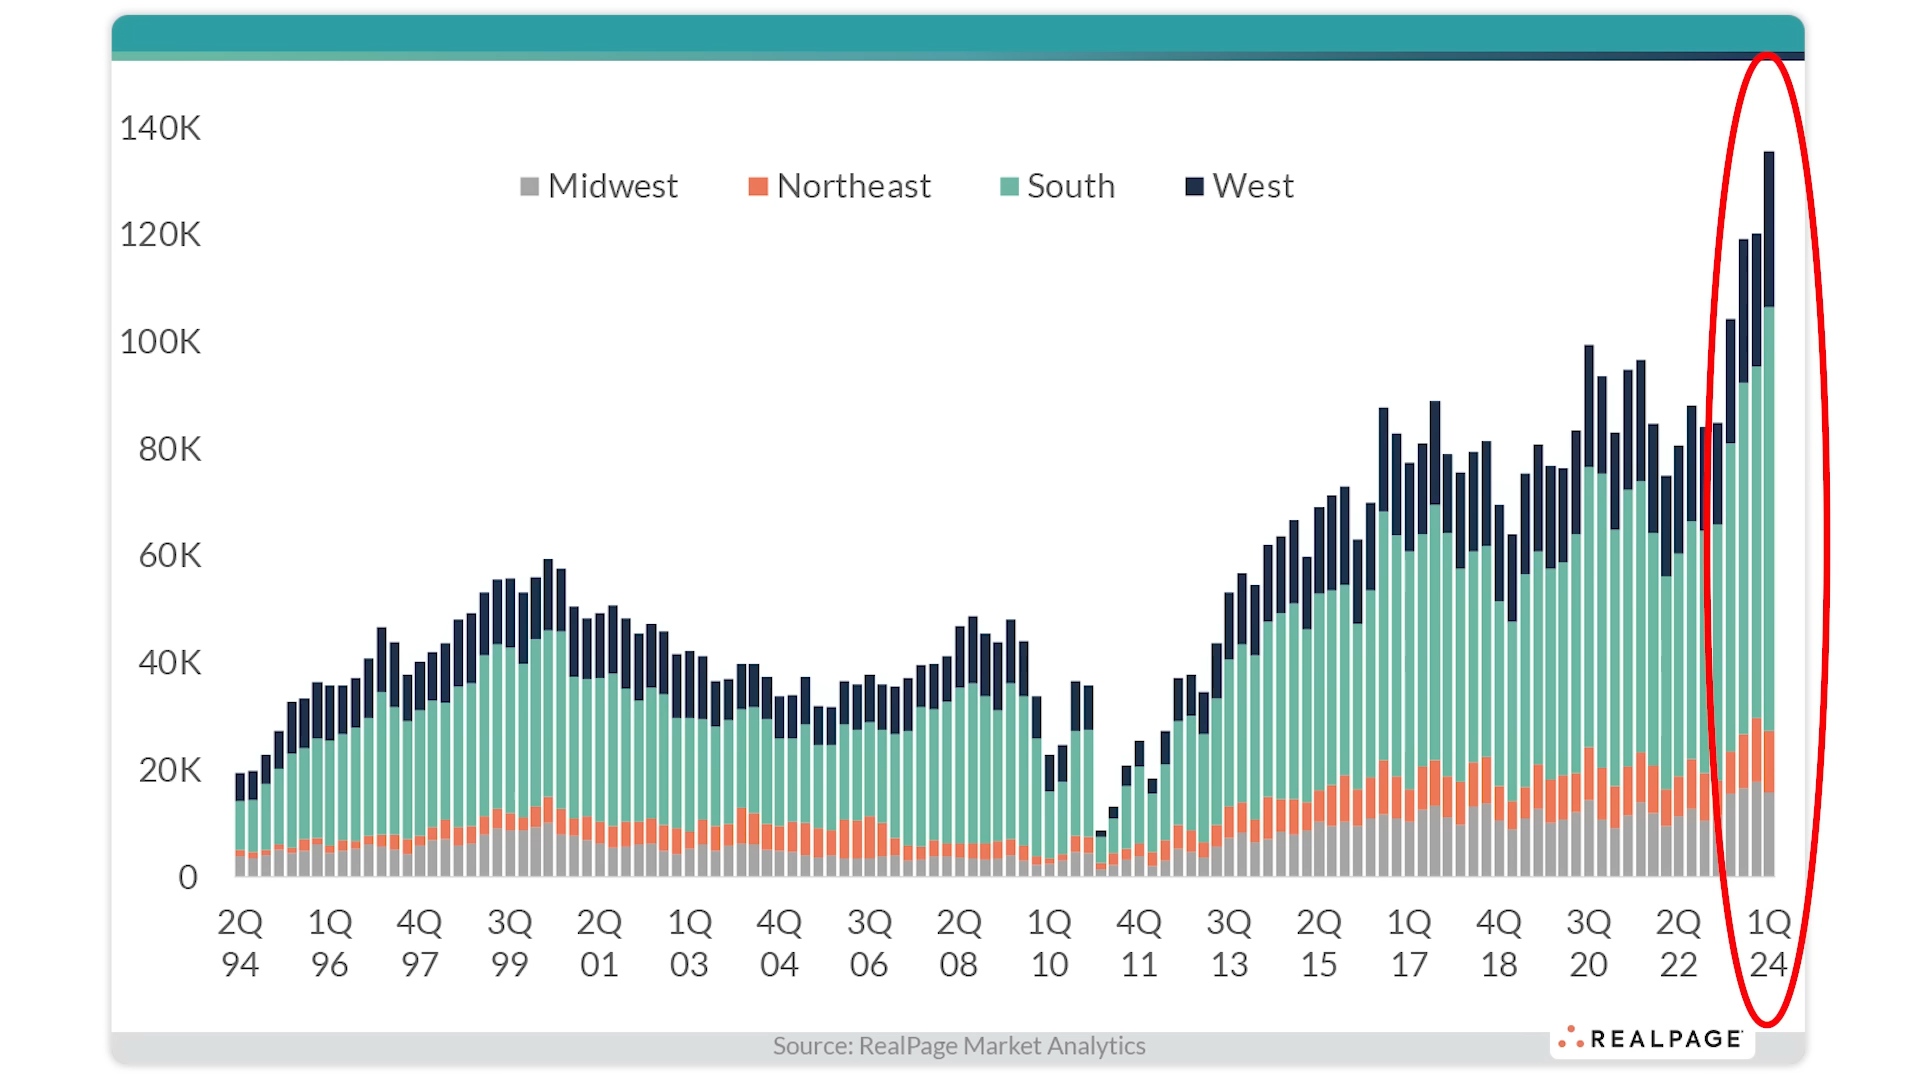 140K
Midwest Northeast South West
120K
100K
80K
60K
40K
20K
0
2Q 1Q 4Q 3Q 2Q 1Q 4Q 3Q 2Q 1Q 4Q 3Q 2Q 1Q 4Q 3Q 2Q 1Q
94 96 97 99 01 03 04 06 08 10 11 13 15 17 18 20 22 24
Source: RealPage Market Analytics
REALPAGE